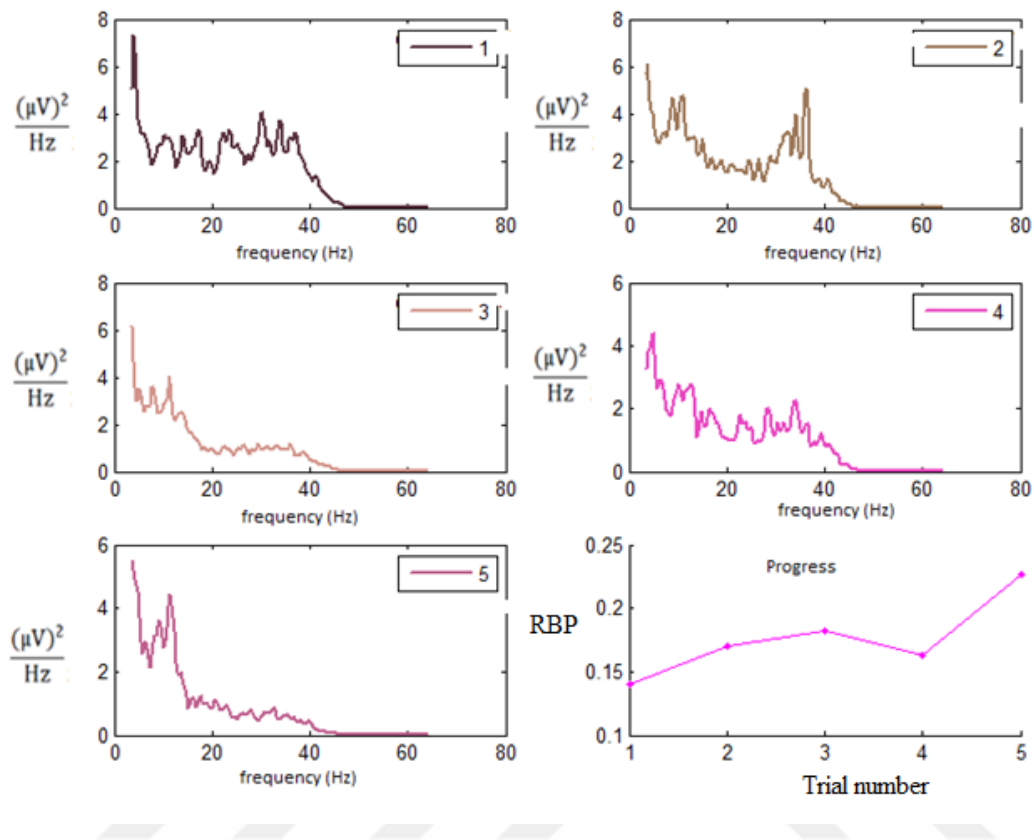 8
6
4
2
0
(μV)²
Hz
1
0 20 40 60 80
frequency (Hz)
8
6
4
2
0
(μV)²
Hz
2
0 20 40 60 80
frequency (Hz)
8
6
4
2
0
(μV)²
Hz
3
0 20 40 60 80
frequency (Hz)
6
4
2
0
(μV)²
Hz
4
0 20 40 60 80
frequency (Hz)
6
4
2
0
(μV)²
Hz
5
0 20 40 60 80
frequency (Hz)
0.25
0.2
0.15
0.1
RBP
Progress
1 2 3 4 5
Trial number